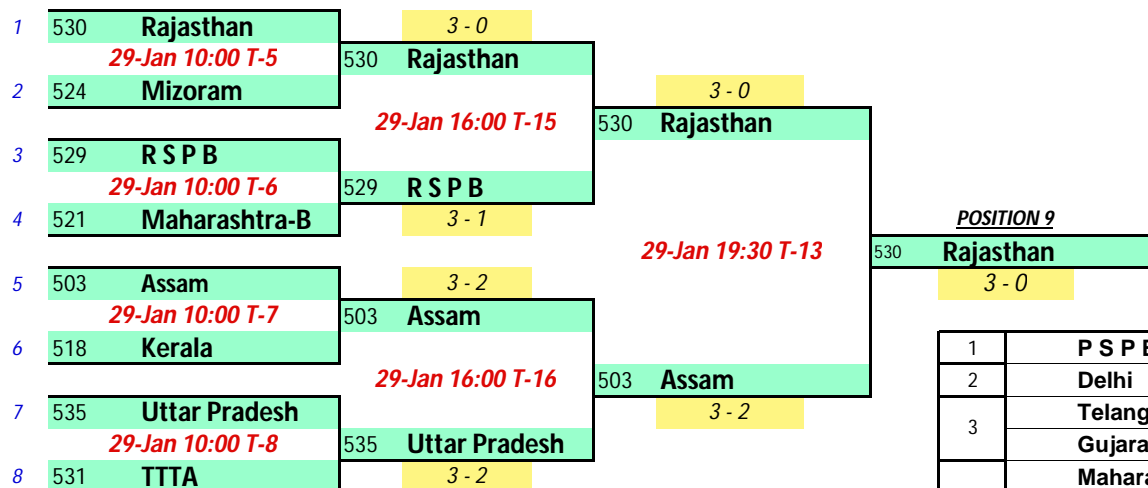 1 530 Rajasthan 3 - 0
29-Jan 10:00 T-5 530 Rajasthan
2 524 Mizoram 3 - 0
29-Jan 16:00 T-15 530 Rajasthan
3 529 R S P B
29-Jan 10:00 T-6 529 R S P B
4 521 Maharashtra-B 3 - 1 POSITION 9
29-Jan 19:30 T-13 530 Rajasthan
5 503 Assam 3 - 2 3 - 0
29-Jan 10:00 T-7 503 Assam
6 518 Kerala 1 P S P
29-Jan 16:00 T-16 503 Assam 2 Delhi
7 535 Uttar Pradesh 3 - 2 3 Telang
29-Jan 10:00 T-8 535 Uttar Pradesh Gujara
8 531 TTTA 3 - 2 Mahara